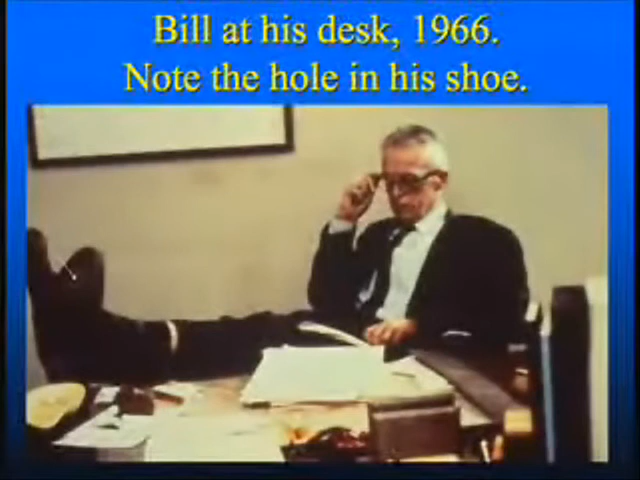 Bill at his desk, 1966.
Note the hole in his shoe.